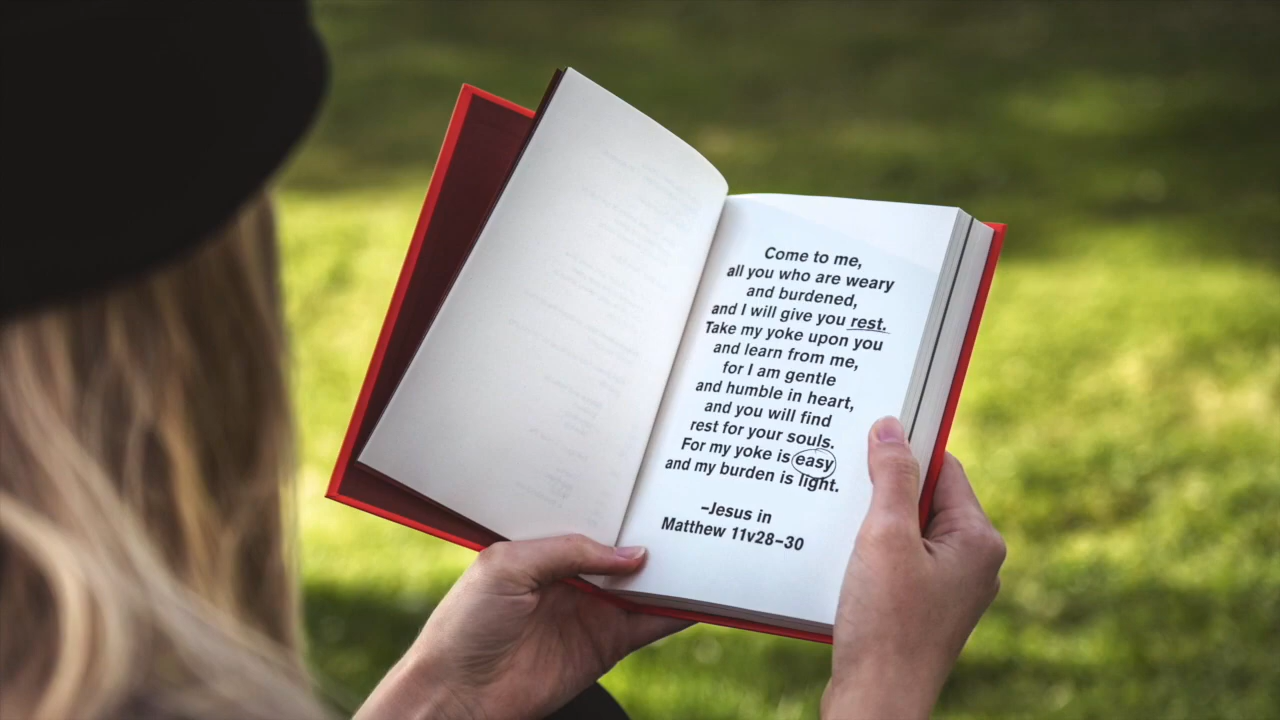 Come to me,
all you who are weary
and burdened,
and I will give you rest.
Take my yoke upon you
and learn from me,
for I am gentle
and humble in heart,
and you will find
rest for your souls.
For my yoke is easy
and my burden is light.
–Jesus in
Matthew 11v28–30